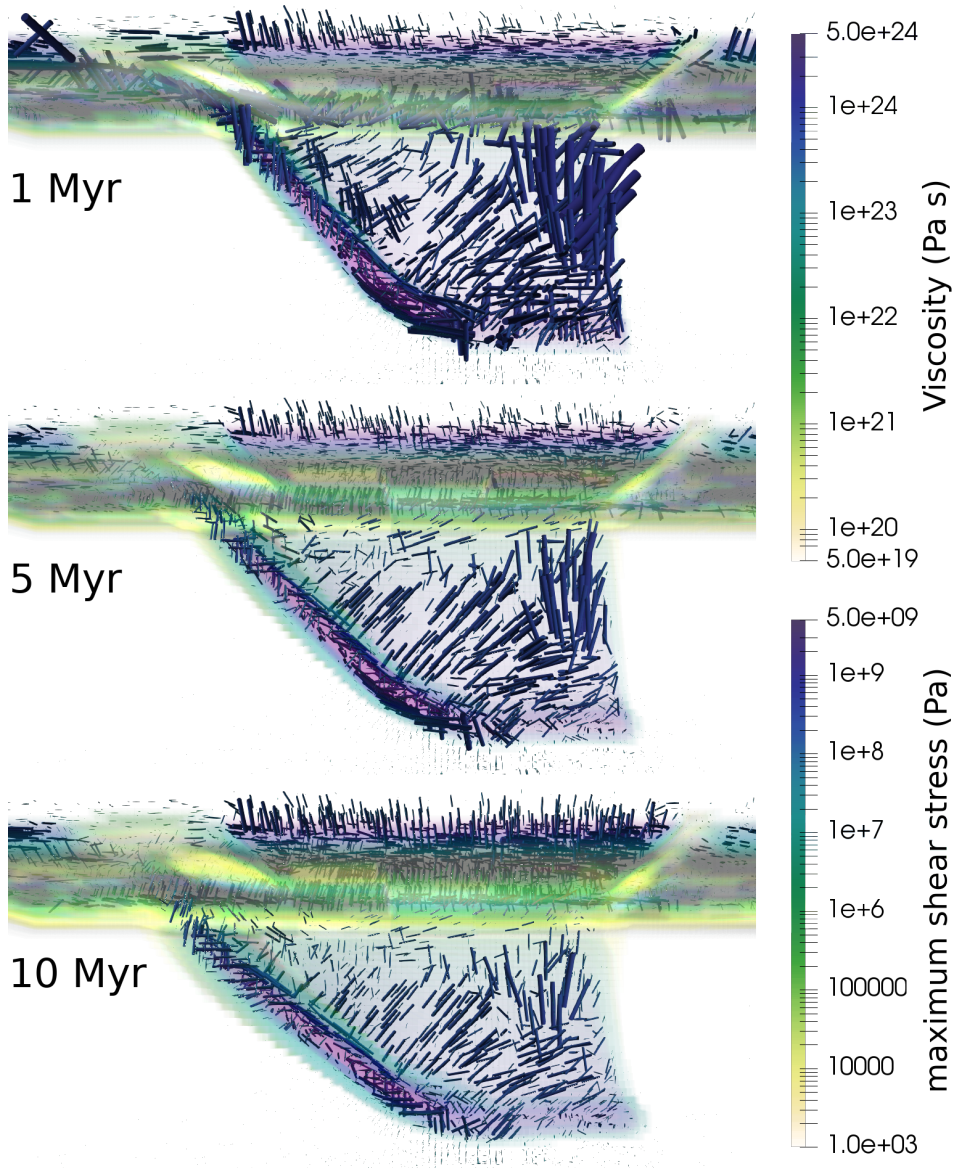 1 Myr
5 Myr
10 Myr
5.0e+24
1e+24
1e+23
1e+22
1e+21
1e+20
5.0e+19
Viscosity (Pa s)
5.0e+09
1e+9
1e+8
1e+7
1e+6
100000
10000
1.0e+03
maximum shear stress (Pa)